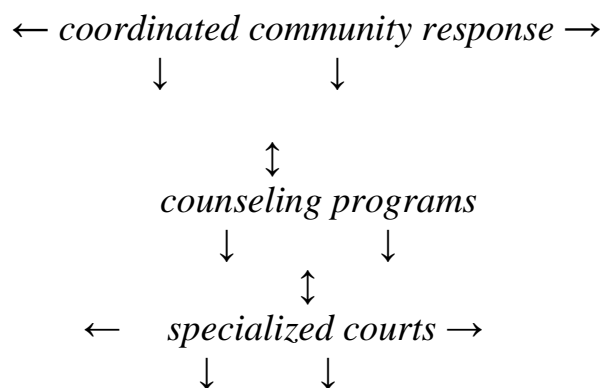 ← coordinated community response →
↓ ↓
↕
counseling programs
↓ ↓
↕
← specialized courts →
↓ ↓